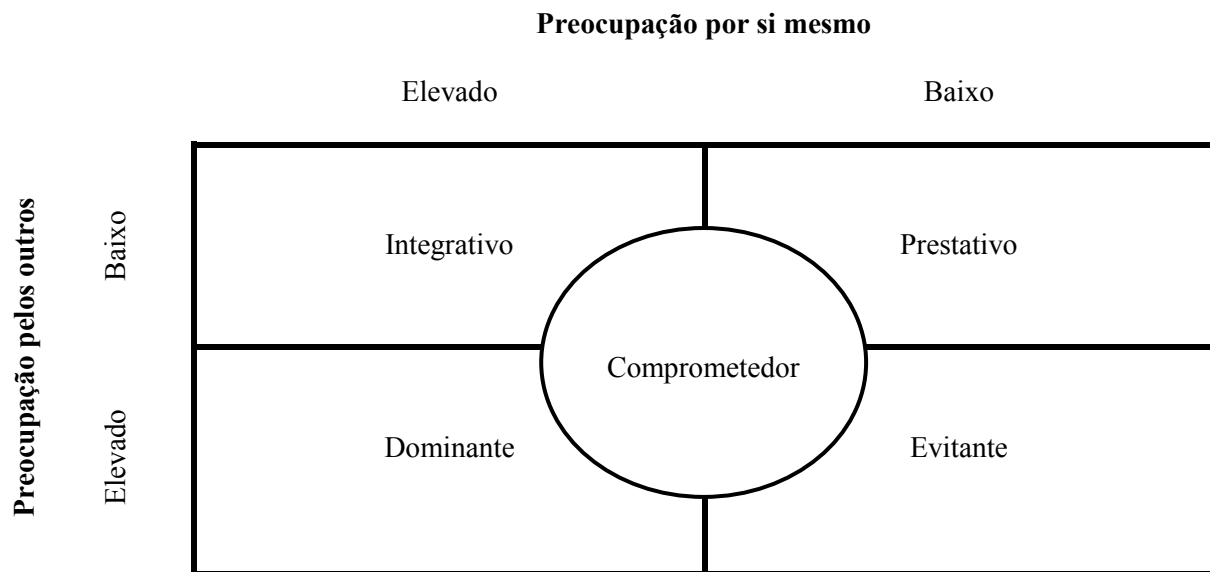 Preocupação por si mesmo
Elevado Baixo
Preocupação pelos outros
Baixo
Integrativo Prestativo
Comprometedor
Elevado
Dominante Evitante